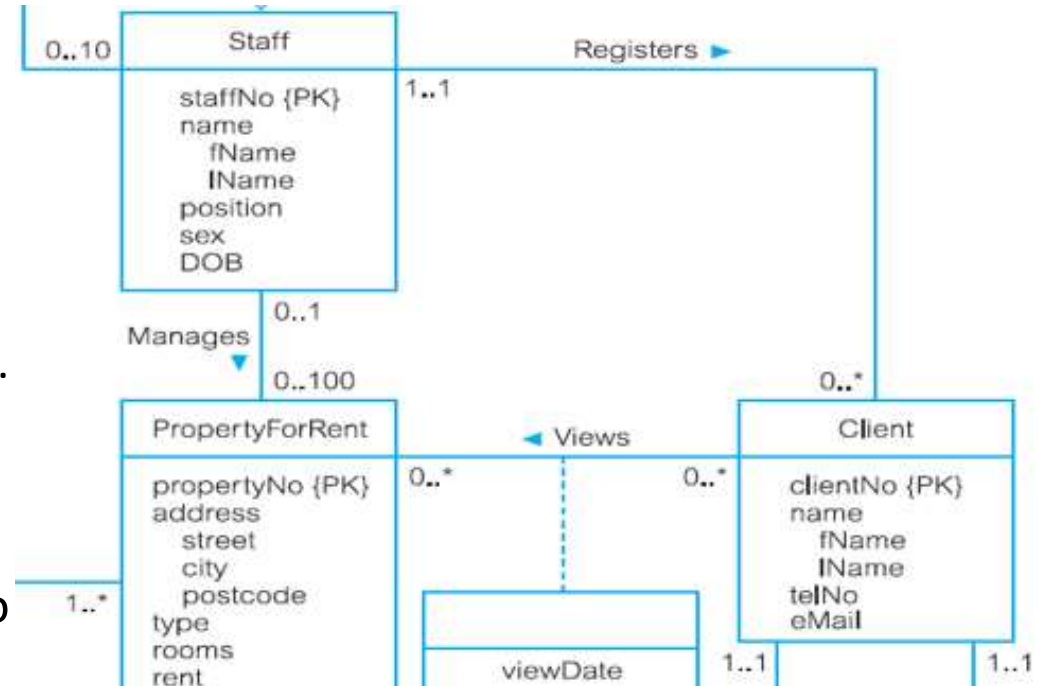 0..10
Staff
Registers ►
1..1
staffNo {PK}
name
fName
lName
position
sex
DOB
0..1
Manages
▼
0..100
0..*
.
PropertyForRent
◄ Views
Client
0..*
0..*
propertyNo {PK}
address
street
city
postcode
type
rooms
rent
clientNo {PK}
name
fName
lName
telNo
eMail
1..*
viewDate
1..1
1..1